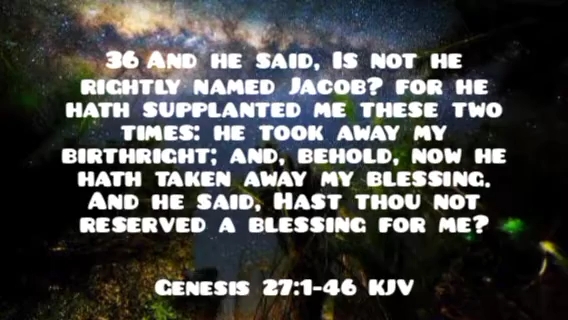 36 And he said, Is not he
rightly named Jacob? for he
hath supplanted me these two
times: he took away my
birthright; and, behold, now he
hath taken away my blessing.
And he said, Hast thou not
reserved a blessing for me?
Genesis 27:1-46 KJV